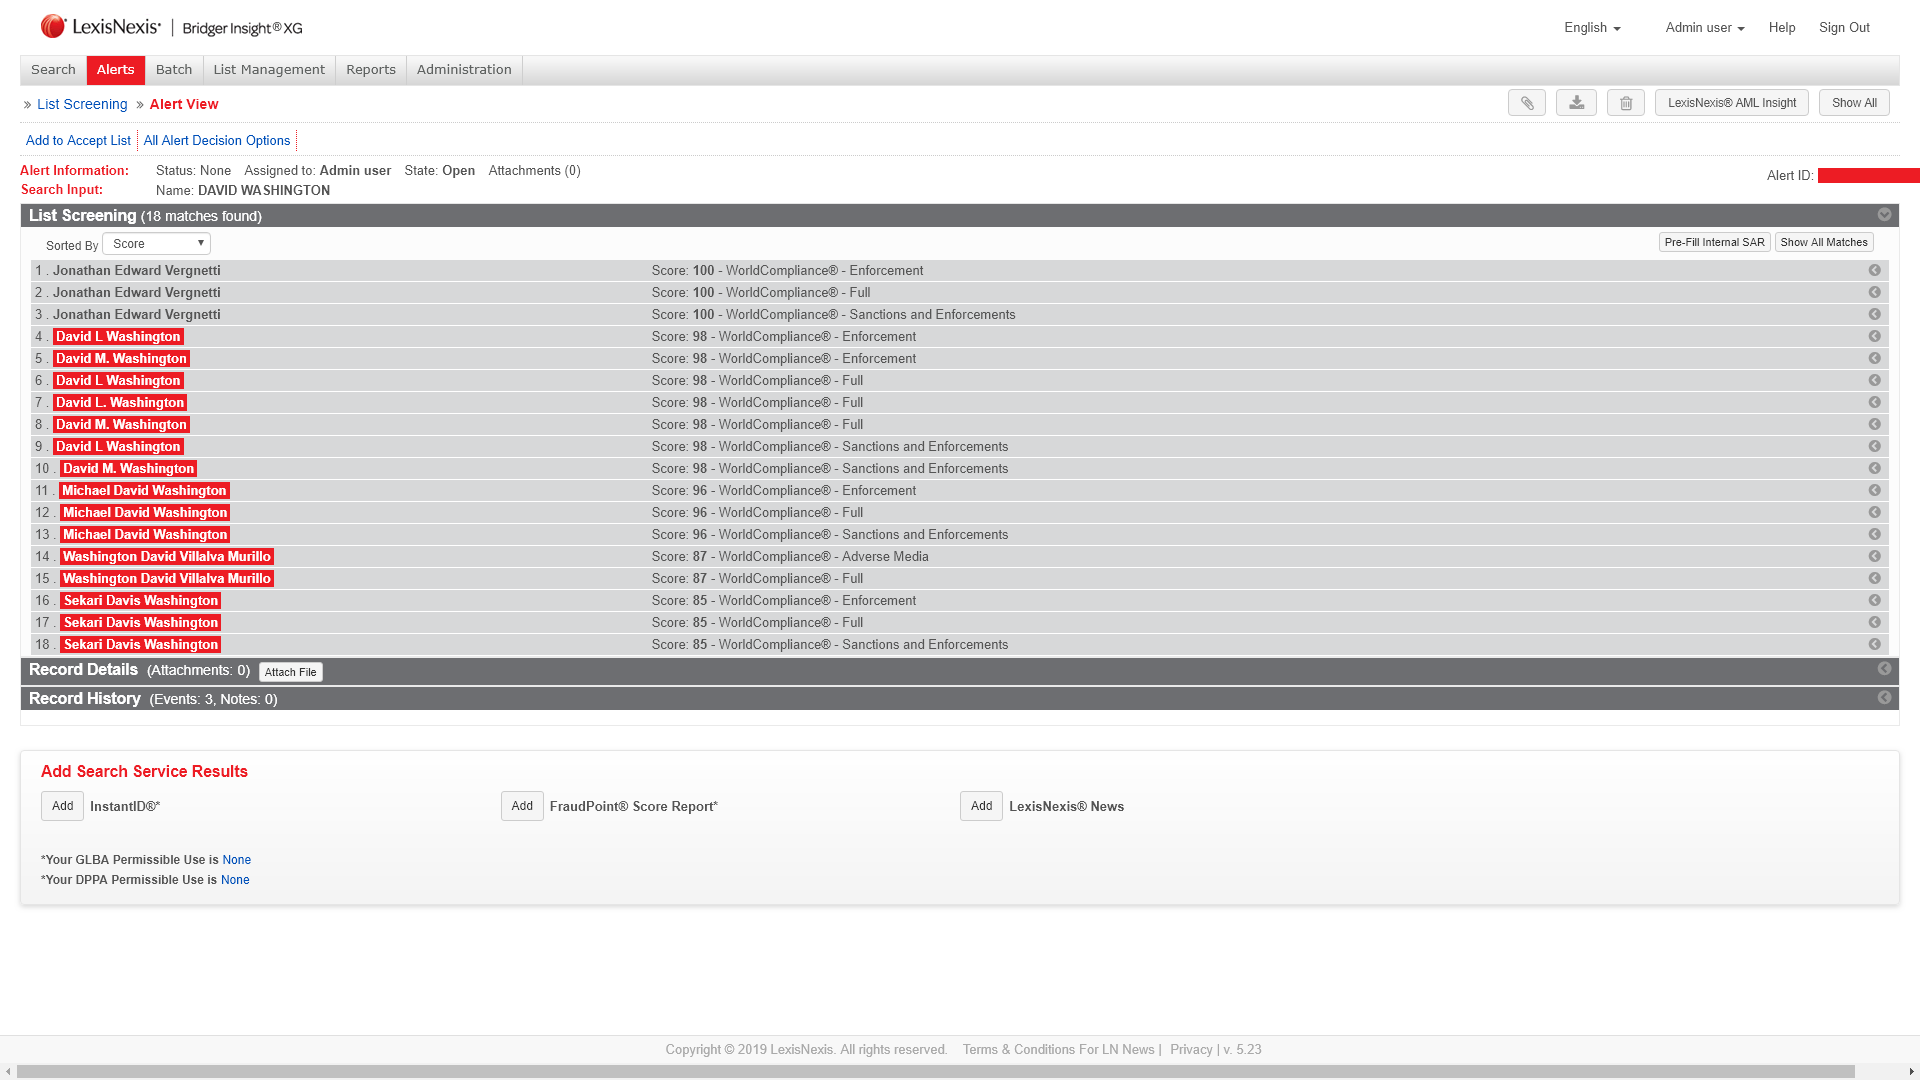 LexisNexis® | Bridger Insight® XG English Admin user Help Sign Out
Search Alerts Batch List Management Reports Administration
» List Screening » Alert View LexisNexis® AML Insight Show All
Add to Accept List All Alert Decision Options
Alert Information: Status: None Assigned to: Admin user State: Open Attachments (0)
Alert ID:
Search Input: Name: DAVID WASHINGTON
List Screening (18 matches found)
Sorted By Score Pre-Fill Internal SAR Show All Matches
1 . Jonathan Edward Vergnetti Score: 100 - WorldCompliance® - Enforcement
2 . Jonathan Edward Vergnetti Score: 100 - WorldCompliance® - Full
3 . Jonathan Edward Vergnetti Score: 100 - WorldCompliance® - Sanctions and Enforcements
4 . David L Washington Score: 98 - WorldCompliance® - Enforcement
5 . David M. Washington Score: 98 - WorldCompliance® - Enforcement
6 . David L Washington Score: 98 - WorldCompliance® - Full
7 . David L. Washington Score: 98 - WorldCompliance® - Full
8 . David M. Washington Score: 98 - WorldCompliance® - Full
9 . David L Washington Score: 98 - WorldCompliance® - Sanctions and Enforcements
10 . David M. Washington Score: 98 - WorldCompliance® - Sanctions and Enforcements
11 . Michael David Washington Score: 96 - WorldCompliance® - Enforcement
12 . Michael David Washington Score: 96 - WorldCompliance® - Full
13 . Michael David Washington Score: 96 - WorldCompliance® - Sanctions and Enforcements
14 . Washington David Villalva Murillo Score: 87 - WorldCompliance® - Adverse Media
15 . Washington David Villalva Murillo Score: 87 - WorldCompliance® - Full
16 . Sekari Davis Washington Score: 85 - WorldCompliance® - Enforcement
17 . Sekari Davis Washington Score: 85 - WorldCompliance® - Full
18 . Sekari Davis Washington Score: 85 - WorldCompliance® - Sanctions and Enforcements
Record Details (Attachments: 0) Attach File
Record History (Events: 3, Notes: 0)
Add Search Service Results
Add InstantID®* Add FraudPoint® Score Report* Add LexisNexis® News
*Your GLBA Permissible Use is None
*Your DPPA Permissible Use is None
Copyright © 2019 LexisNexis. All rights reserved. Terms & Conditions For LN News | Privacy | v. 5.23